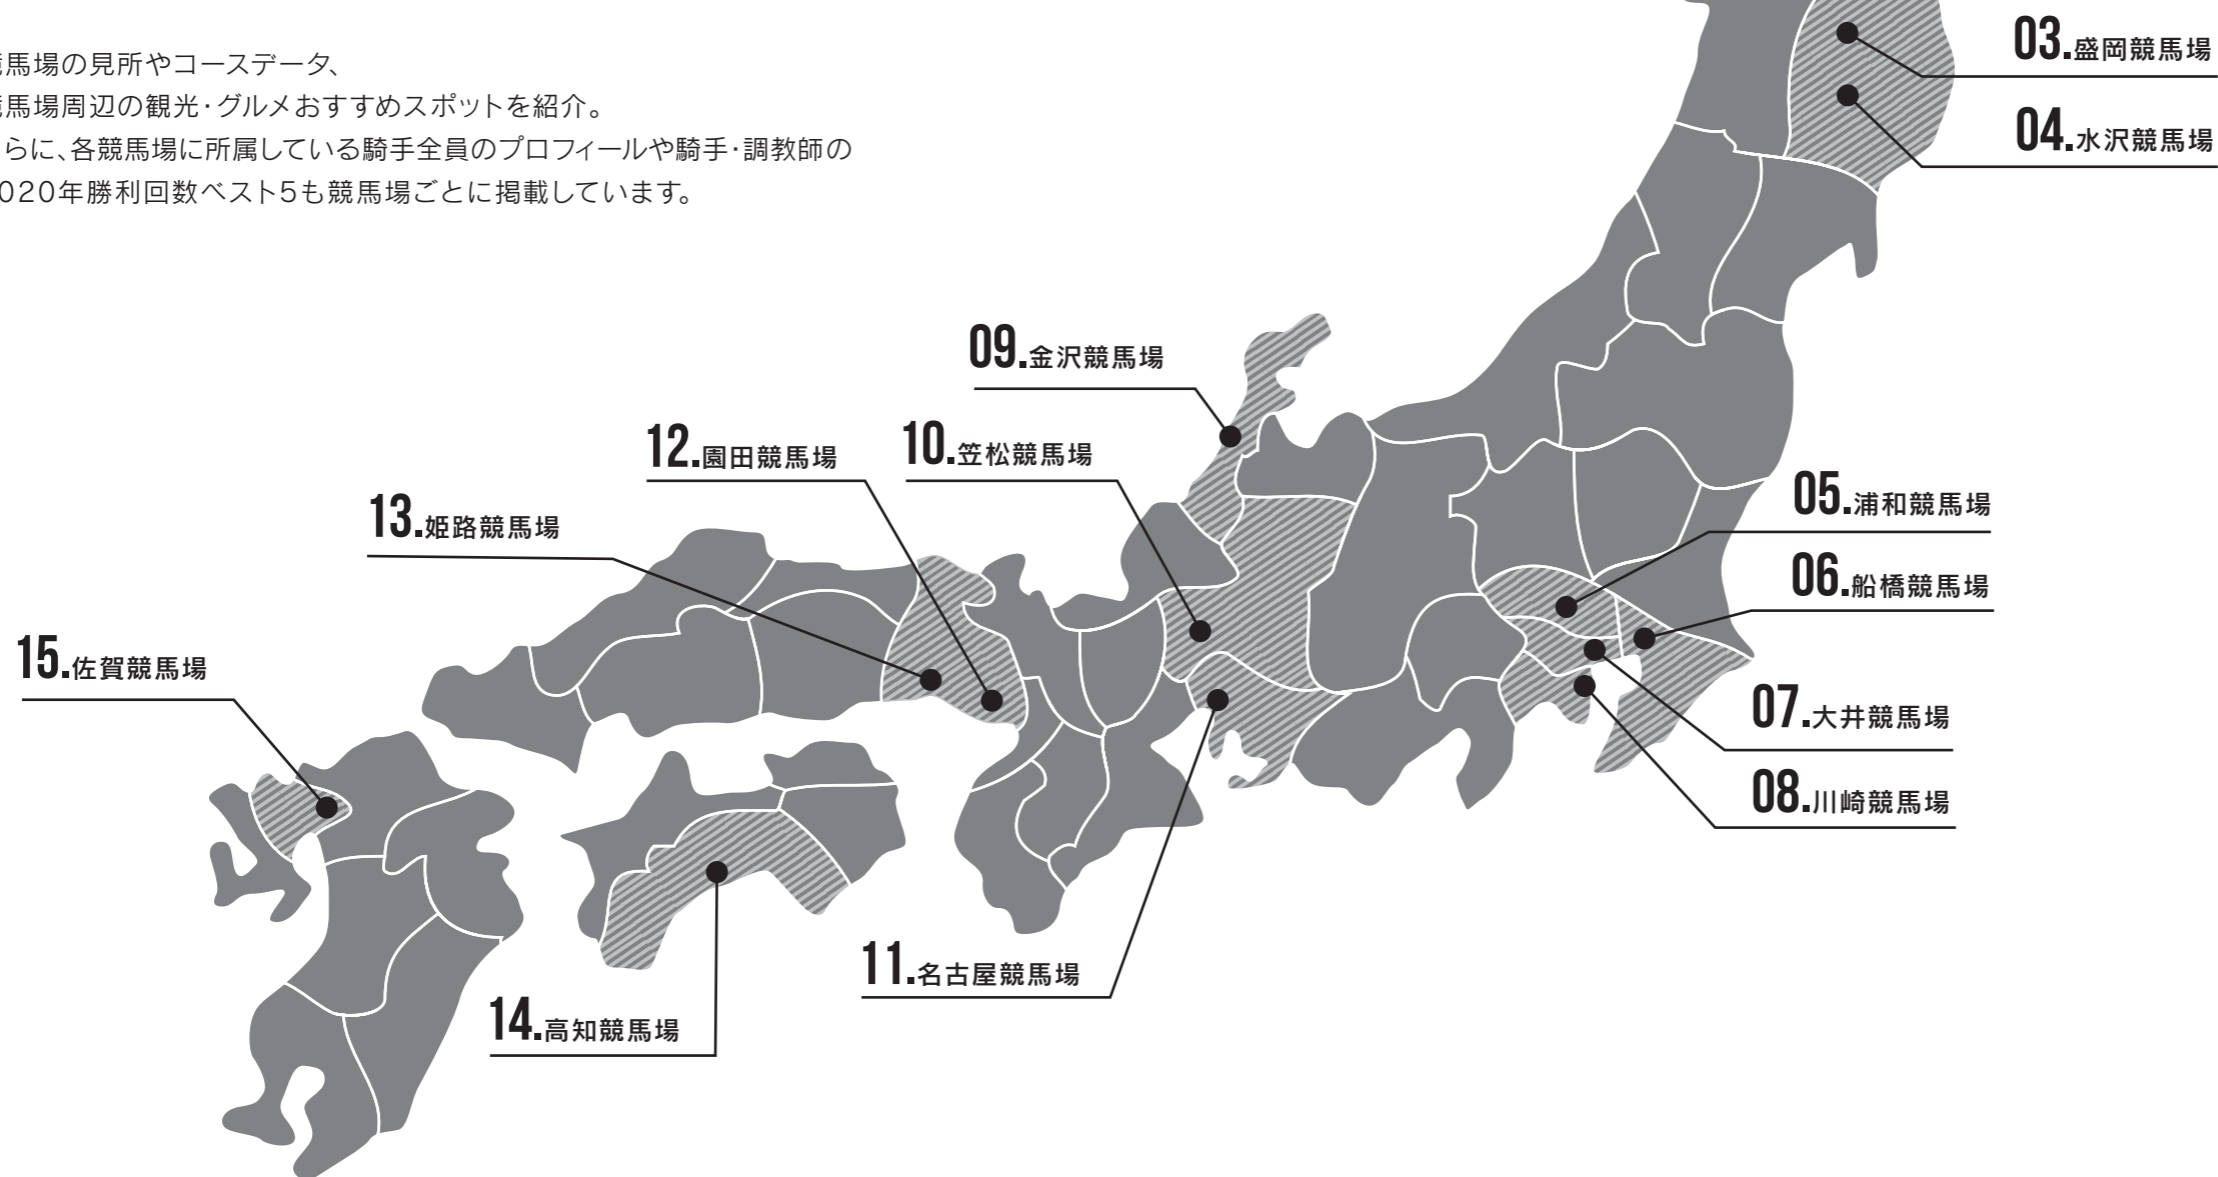 馬場の見所やコースデータ、
馬場周辺の観光・グルメおすすめスポットを紹介。
らに、各競馬場に所属している騎手全員のプロフィールや騎手・調教師の
020年勝利回数ベスト5も競馬場ごとに掲載しています。
03.盛岡競馬場
04.水沢競馬場
09.金沢競馬場
12.園田競馬場
10.笠松競馬場
13.姫路競馬場
05.浦和競馬場
06.船橋競馬場
15.佐賀競馬場
07.大井競馬場
08.川崎競馬場
11.名古屋競馬場
14.高知競馬場